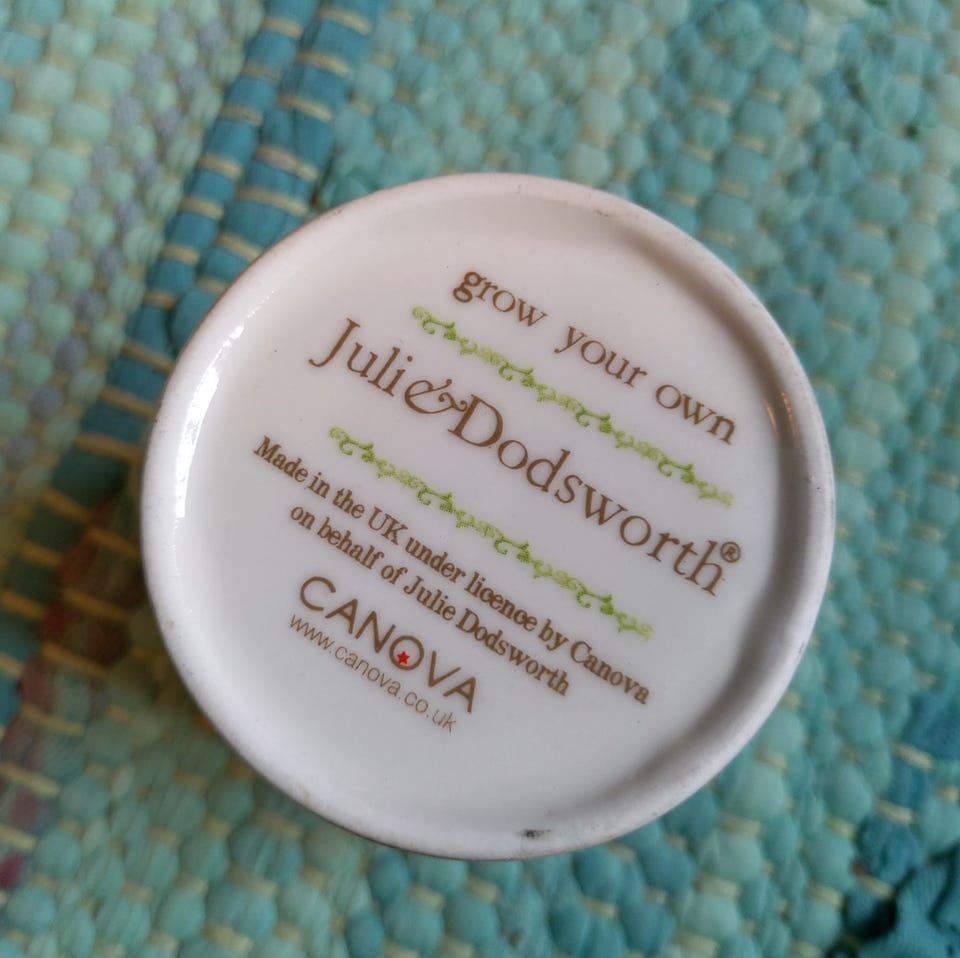 grow your own
Juli&Dodsworth®
Made in the UK under licence by Canova
on behalf of Julie Dodsworth
CANOVA
www.canova.co.uk